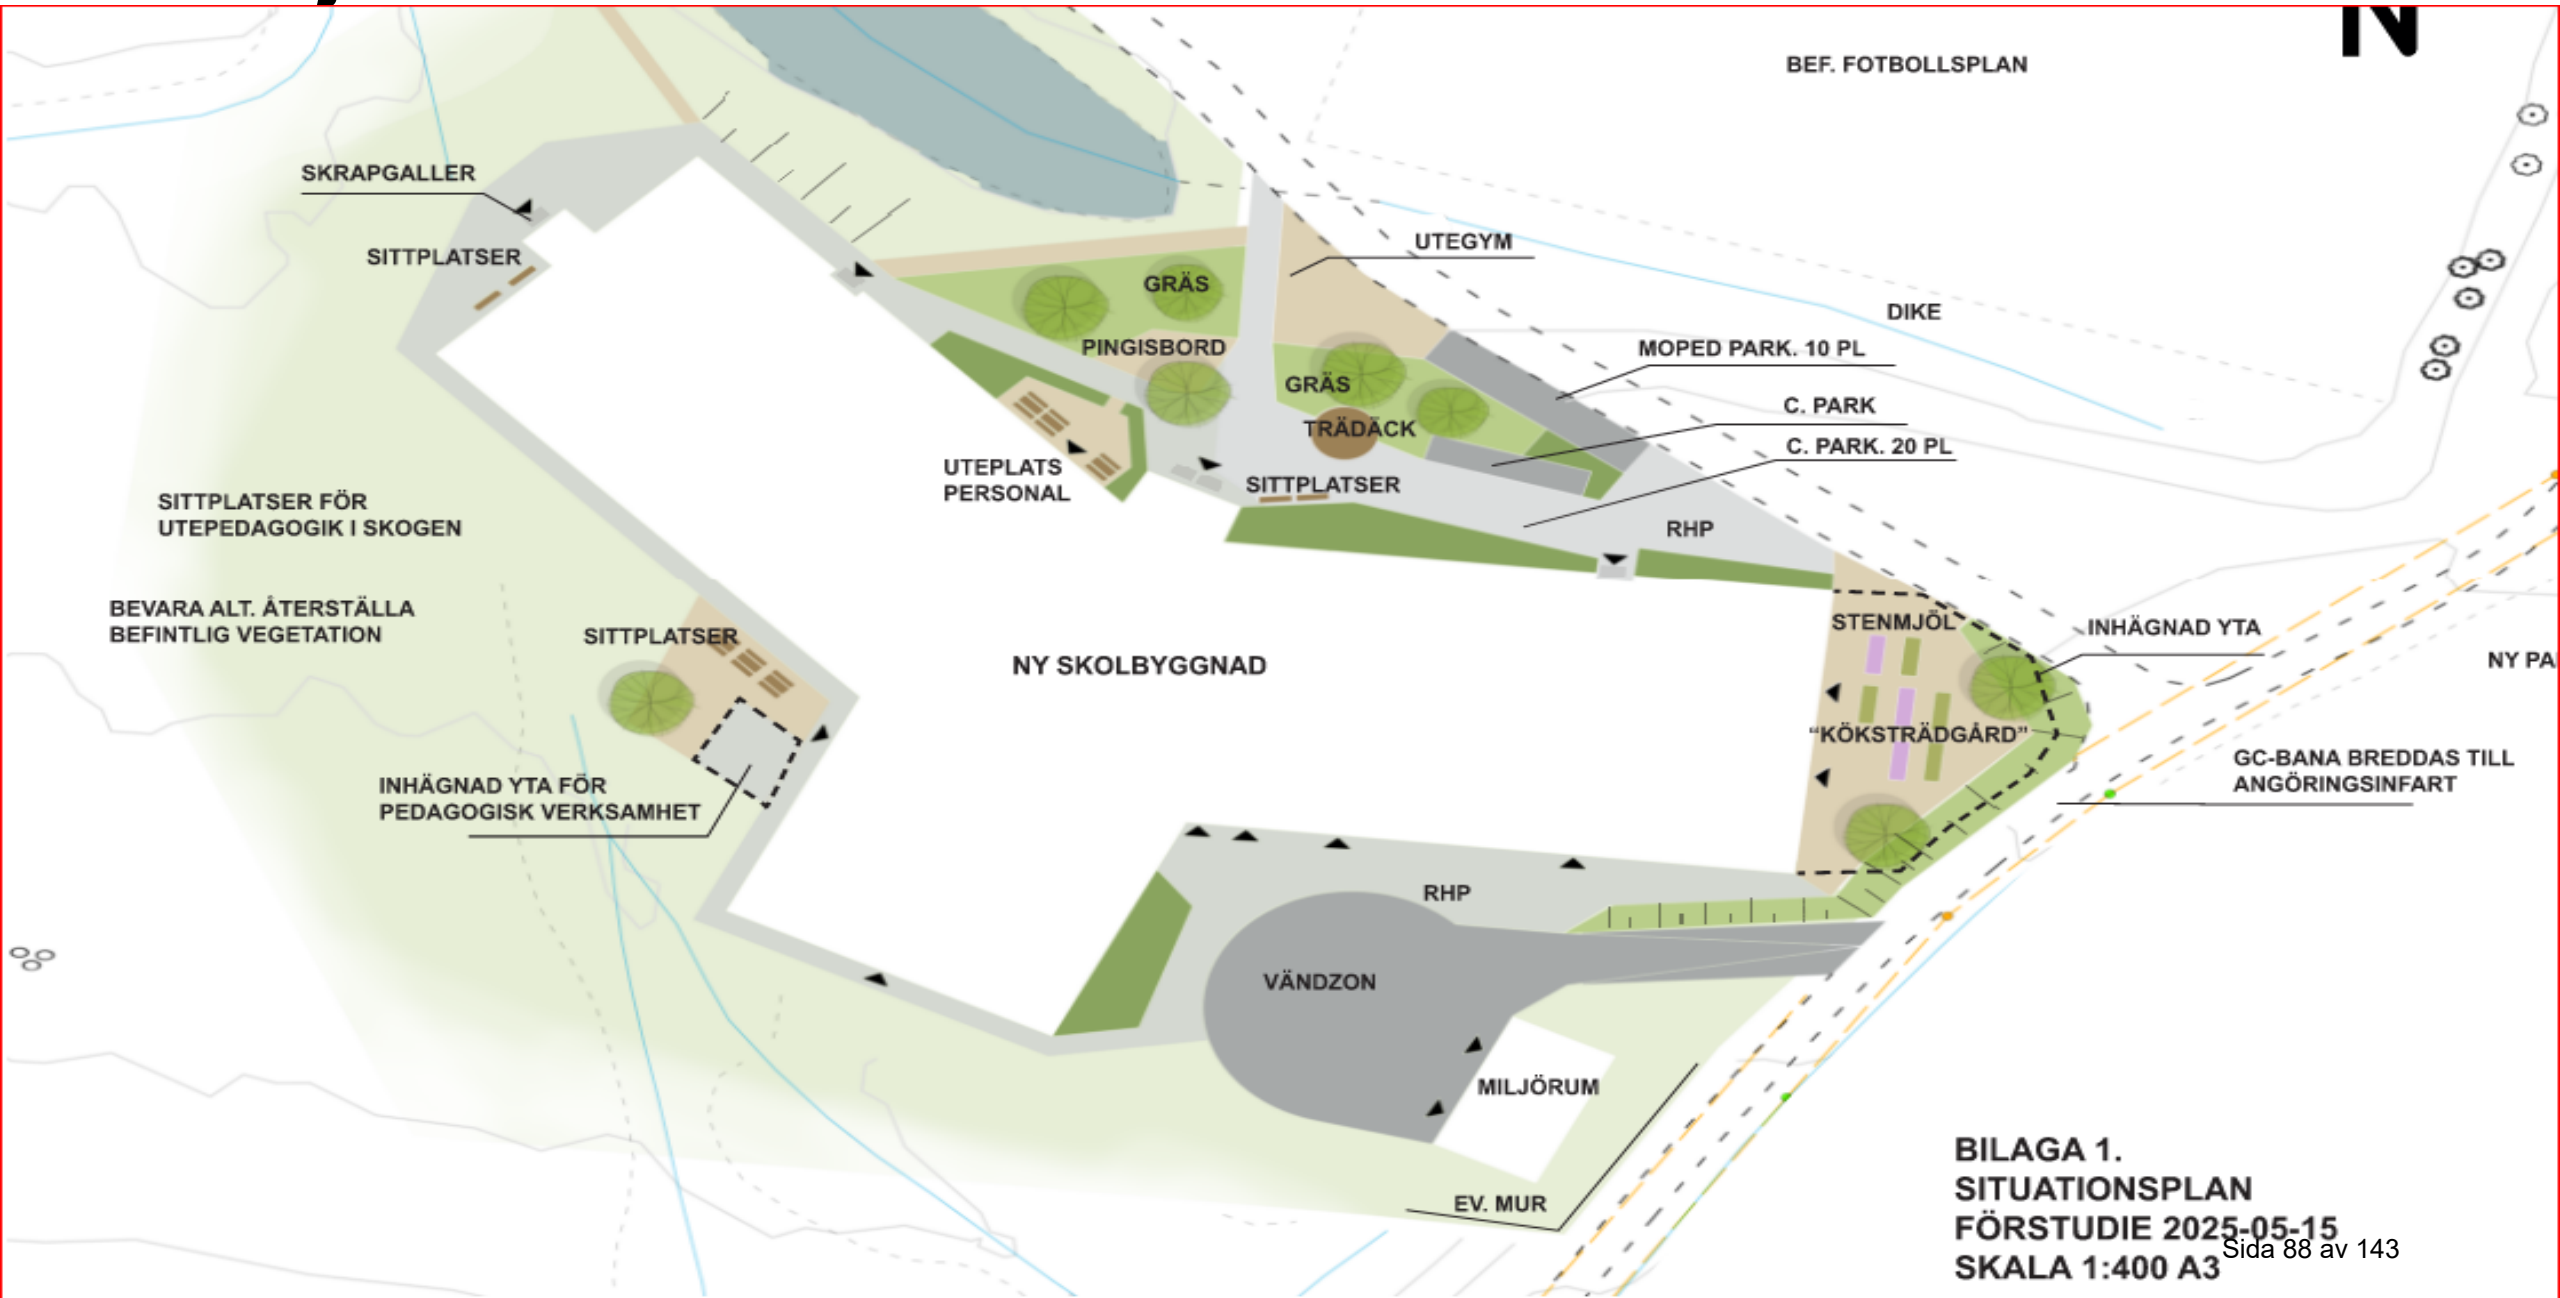 N
BEF. FOTBOLLSPLAN
SKRAPGALLER
SITTPLATSER
UTEGYM
GRÄS
DIKE
PINGISBORD
MOPED PARK. 10 PL
GRÄS
C. PARK
TRÄDÄCK
C. PARK. 20 PL
UTEPLATS
PERSONAL
SITTPLATSER
SITTPLATSER FÖR
UTEPEDAGOGIK I SKOGEN
RHP
BEVARA ALT. ÅTERSTÄLLA
BEFINTLIG VEGETATION
SITTPLATSER
STENMJÖL
INHÄGNAD YTA
NY SKOLBYGGNAD
NY PA
“KÖKSTRÄDGÅRD”
GC-BANA BREDDAS TILL
ANGÖRINGSINFART
INHÄGNAD YTA FÖR
PEDAGOGISK VERKSAMHET
RHP
VÄNDZON
MILJÖRUM
EV. MUR
BILAGA 1.
SITUATIONSPLAN
FÖRSTUDIE 2025-05-15
SKALA 1:400 A3
Sida 88 av 143